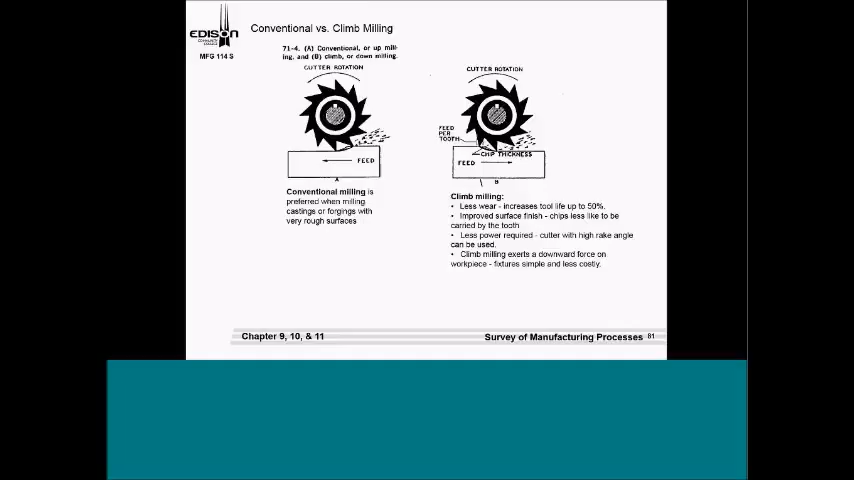 EDISON
COMMUNITY
COLLEGE
MFG 114 S
Conventional vs. Climb Milling
71-4. (A) Conventional, or up mill-
ing, and (B) climb, or down milling.
CUTTER ROTATION
FEED
A
CUTTER ROTATION
FEED
PER
TOOTH
CHIP THICKNESS
FEED
B
Conventional milling is
preferred when milling
castings or forgings with
very rough surfaces
Climb milling:
• Less wear - increases tool life up to 50%.
• Improved surface finish - chips less like to be
carried by the tooth
• Less power required - cutter with high rake angle
can be used.
• Climb milling exerts a downward force on
workpiece - fixtures simple and less costly.
Chapter 9, 10, & 11
Survey of Manufacturing Processes 81